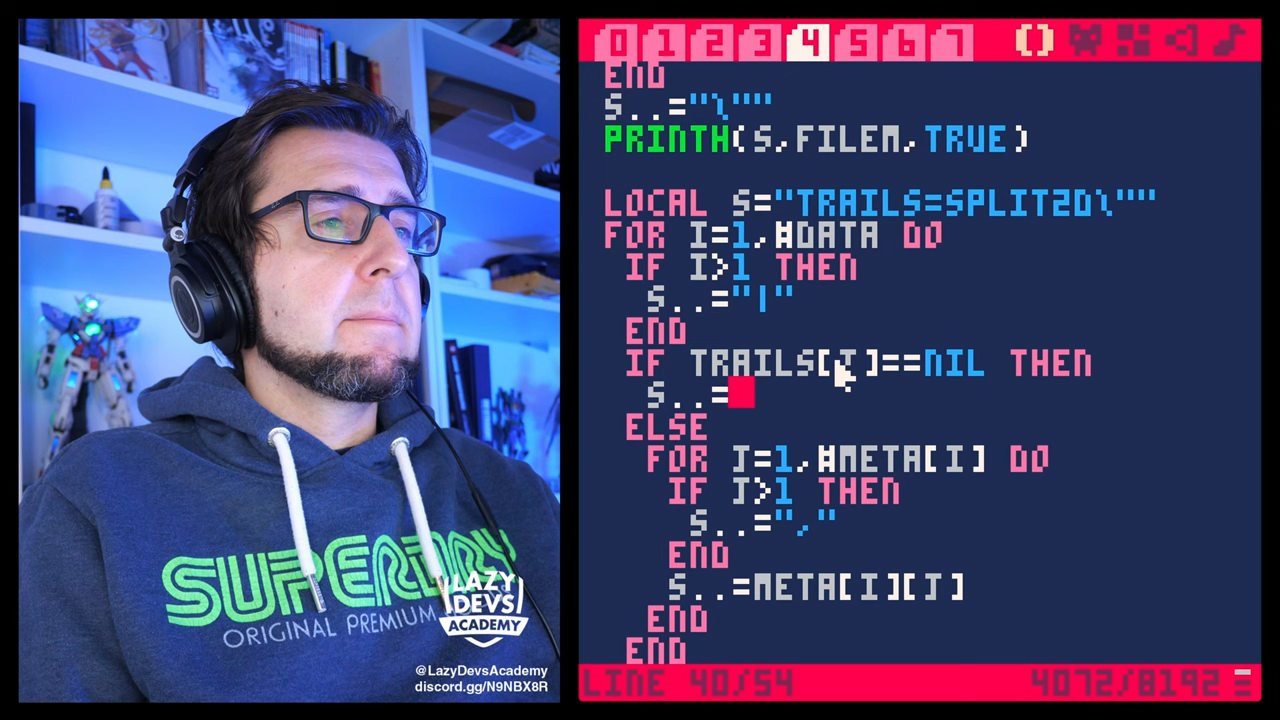 SUPERDRY
ORIGINAL PREMIUM
LAZY
DEVS
ACADEMY
@LazyDevsAcademy
discord.gg/N9NBX8R
0 1 2 3 4 5 6 7 ()
END
S..="\""
PRINTH(S,FILEM,TRUE)
LOCAL S="TRAILS=SPLIT2D\""
FOR I=1,#DATA DO
IF I>1 THEN
S..="|"
END
IF TRAILS[I]==NIL THEN
S..=
ELSE
FOR J=1,#META[I] DO
IF J>1 THEN
S..=","
END
S..=META[I][J]
END
END
LINE 40/54 4072/8192